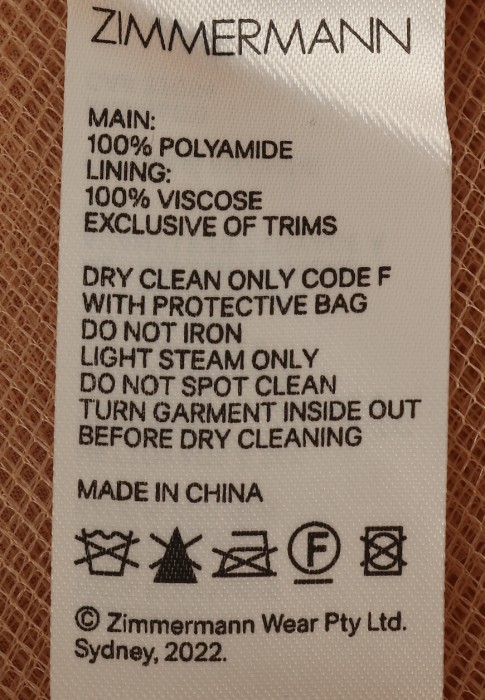 ZIMMERMANN
MAIN:
100% POLYAMIDE
LINING:
100% VISCOSE
EXCLUSIVE OF TRIMS
DRY CLEAN ONLY CODE F
WITH PROTECTIVE BAG
DO NOT IRON
LIGHT STEAM ONLY
DO NOT SPOT CLEAN
TURN GARMENT INSIDE OUT
BEFORE DRY CLEANING
MADE IN CHINA
F
© Zimmermann Wear Pty Ltd.
Sydney, 2022.